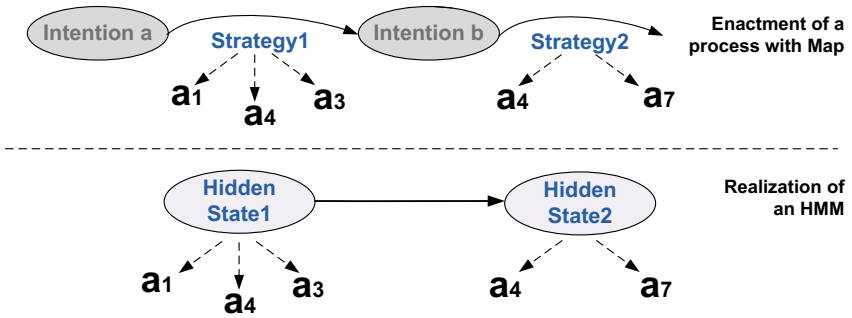 Intention a
Strategy1
Intention b
Strategy2
Enactment of a
process with Map
a1
a4
a3
a4
a7
Hidden
State1
Hidden
State2
Realization of
an HMM
a1
a4
a3
a4
a7